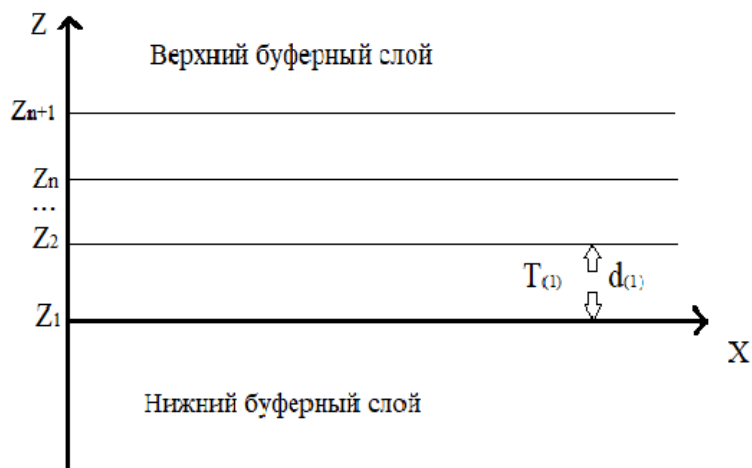 Z
Верхний буферный слой
Zn+1
Zn
...
Z2
T(1) d(1)
Z1
X
Нижний буферный слой